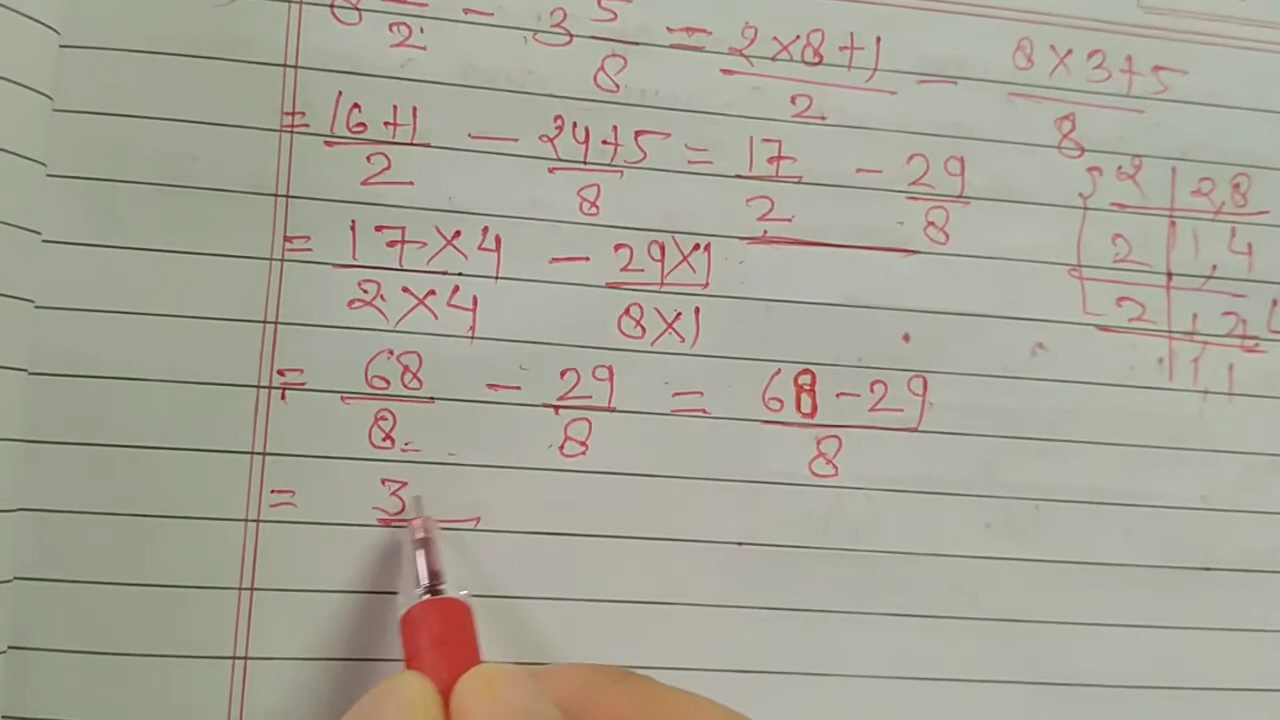 8 1/2 - 3 5/8 = (2×8+1)/2 - (8×3+5)/8
= (16+1)/2 - (24+5)/8 = 17/2 - 29/8
= (17×4)/(2×4) - (29×1)/(8×1)
= 68/8 - 29/8 = (68-29)/8
= 3
2 | 2,8
2 | 1,4
2 | 1,2
1,1